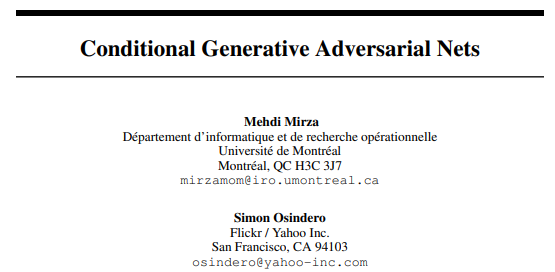 Conditional Generative Adversarial Nets
Mehdi Mirza
Département d'informatique et de recherche opérationnelle
Université de Montréal
Montréal, QC H3C 3J7
mirzamom@iro.umontreal.ca
Simon Osindero
Flickr / Yahoo Inc.
San Francisco, CA 94103
osindero@yahoo-inc.com